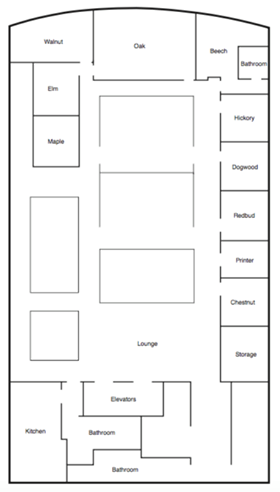 Walnut
Oak
Beech
Bathroom
Elm
Hickory
Maple
Dogwood
Redbud
Printer
Chestnut
Lounge
Storage
Elevators
Kitchen
Bathroom
Bathroom